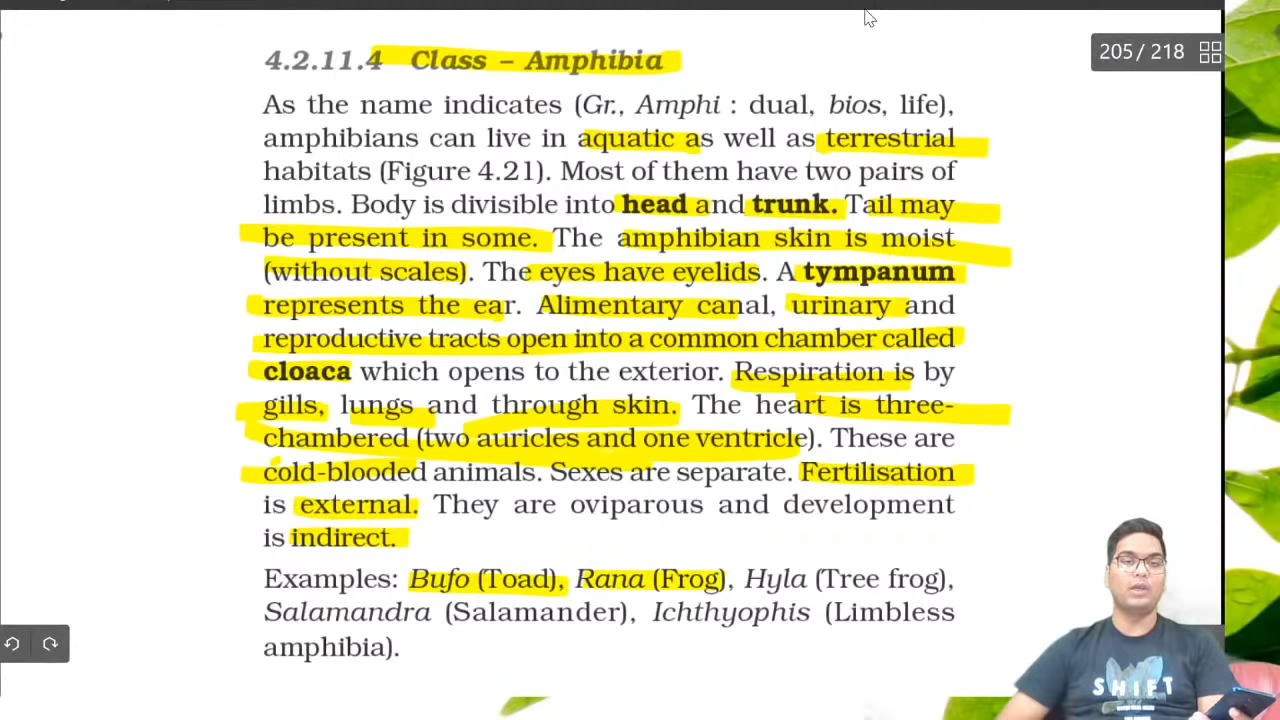 205 / 218
4.2.11.4 Class – Amphibia
As the name indicates (Gr., Amphi : dual, bios, life),
amphibians can live in aquatic as well as terrestrial
habitats (Figure 4.21). Most of them have two pairs of
limbs. Body is divisible into head and trunk. Tail may
be present in some. The amphibian skin is moist
(without scales). The eyes have eyelids. A tympanum
represents the ear. Alimentary canal, urinary and
reproductive tracts open into a common chamber called
cloaca which opens to the exterior. Respiration is by
gills, lungs and through skin. The heart is three-
chambered (two auricles and one ventricle). These are
cold-blooded animals. Sexes are separate. Fertilisation
is external. They are oviparous and development
is indirect.
Examples: Bufo (Toad), Rana (Frog), Hyla (Tree frog),
Salamandra (Salamander), Ichthyophis (Limbless
amphibia).
SHIFT